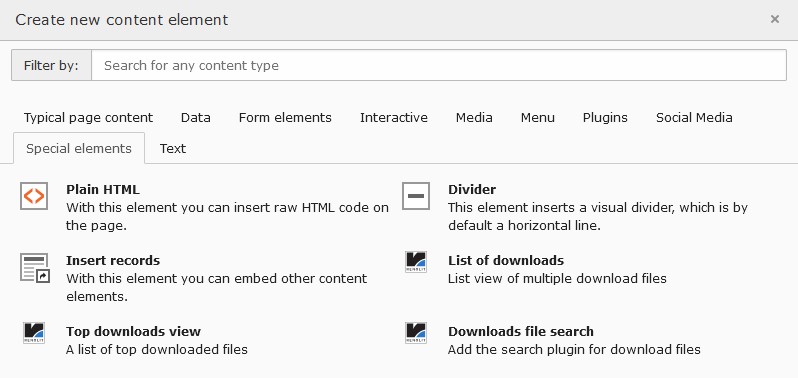 Create new content element ×
Filter by: Search for any content type
Typical page content Data Form elements Interactive Media Menu Plugins Social Media
Special elements Text
Plain HTML
With this element you can insert raw HTML code on
the page.
Divider
This element inserts a visual divider, which is by
default a horizontal line.
Insert records
With this element you can embed other content
elements.
List of downloads
List view of multiple download files
Top downloads view
A list of top downloaded files
Downloads file search
Add the search plugin for download files